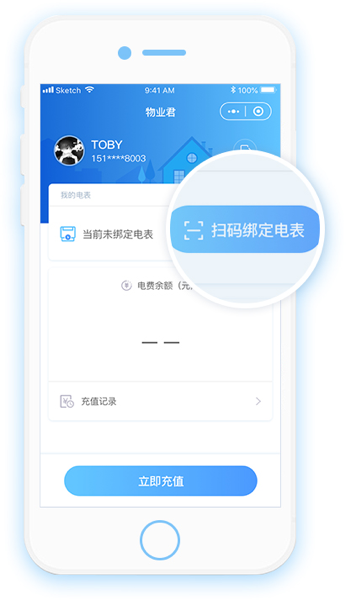 Sketch
9:41 AM
100%
物业君
TOBY
151****8003
我的电表
当前未绑定电表
扫码绑定电表
电费余额（元
— —
充值记录
立即充值